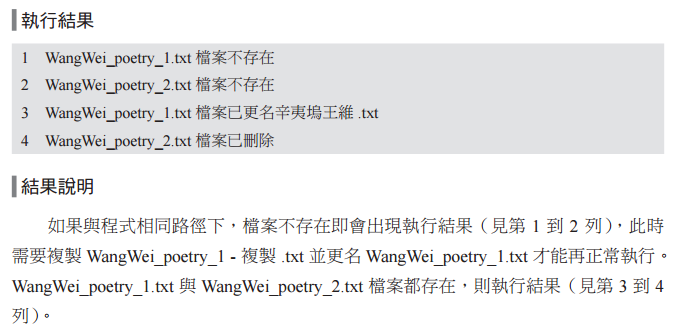 執行結果
1 WangWei_poetry_1.txt 檔案不存在
2 WangWei_poetry_2.txt 檔案不存在
3 WangWei_poetry_1.txt 檔案已更名辛夷塢王維 .txt
4 WangWei_poetry_2.txt 檔案已刪除
結果說明
如果與程式相同路徑下，檔案不存在即會出現執行結果（見第 1 到 2 列），此時
需要複製 WangWei_poetry_1 - 複製 .txt 並更名 WangWei_poetry_1.txt 才能再正常執行。
WangWei_poetry_1.txt 與 WangWei_poetry_2.txt 檔案都存在，則執行結果（見第 3 到 4
列）。